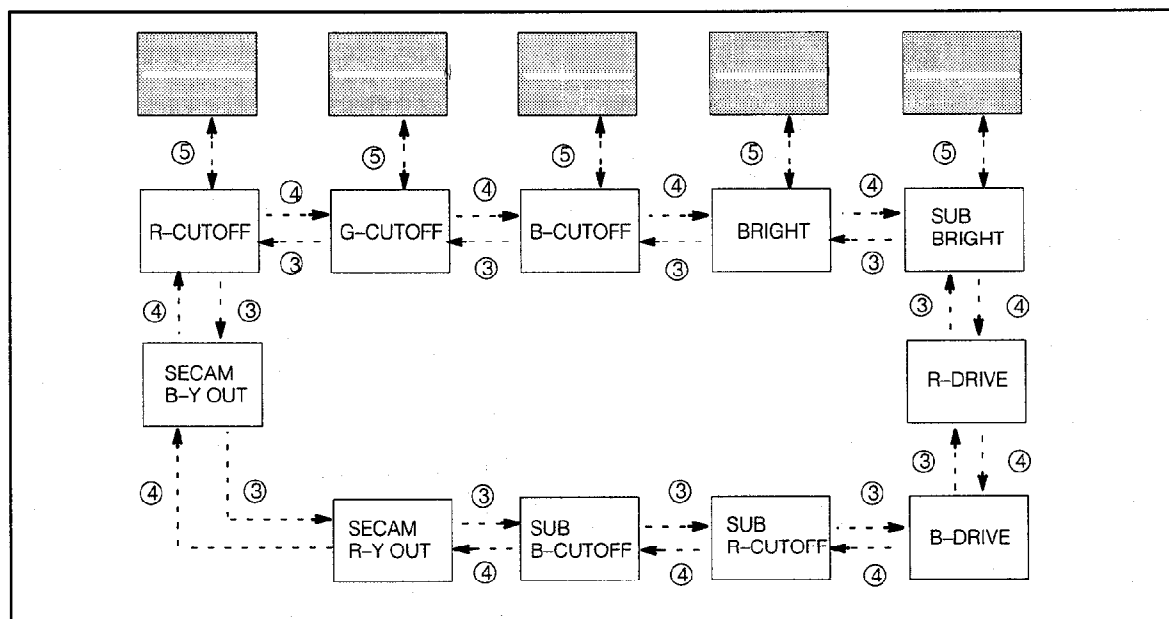 ⑤ ⑤ ⑤ ⑤ ⑤
④ ④ ④ ④
R-CUTOFF
G-CUTOFF
B-CUTOFF
BRIGHT
SUB
BRIGHT
③ ③ ③ ③
④ ③
③ ④
SECAM
B-Y OUT
R-DRIVE
④ ③
③ ④
③ ③ ③
SECAM
R-Y OUT
SUB
B-CUTOFF
SUB
R-CUTOFF
B-DRIVE
④ ④ ④